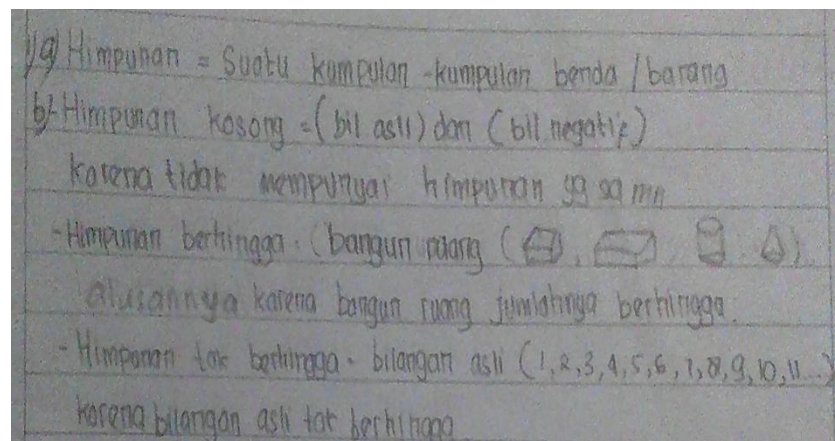 1) a) Himpunan = Suatu kumpulan - kumpulan benda / barang
b) - Himpunan kosong = ( bil asli ) dan ( bil negatif )
karena tidak mempunyai himpunan yg sama
- Himpunan berhingga. ( bangun ruang ( , , , )
alasannya karena bangun ruang jumlahnya berhingga.
- Himpunan tak berhingga - bilangan asli ( 1, 2, 3, 4, 5, 6, 7, 8, 9, 10, 11 ... )
karena bilangan asli tak berhingga